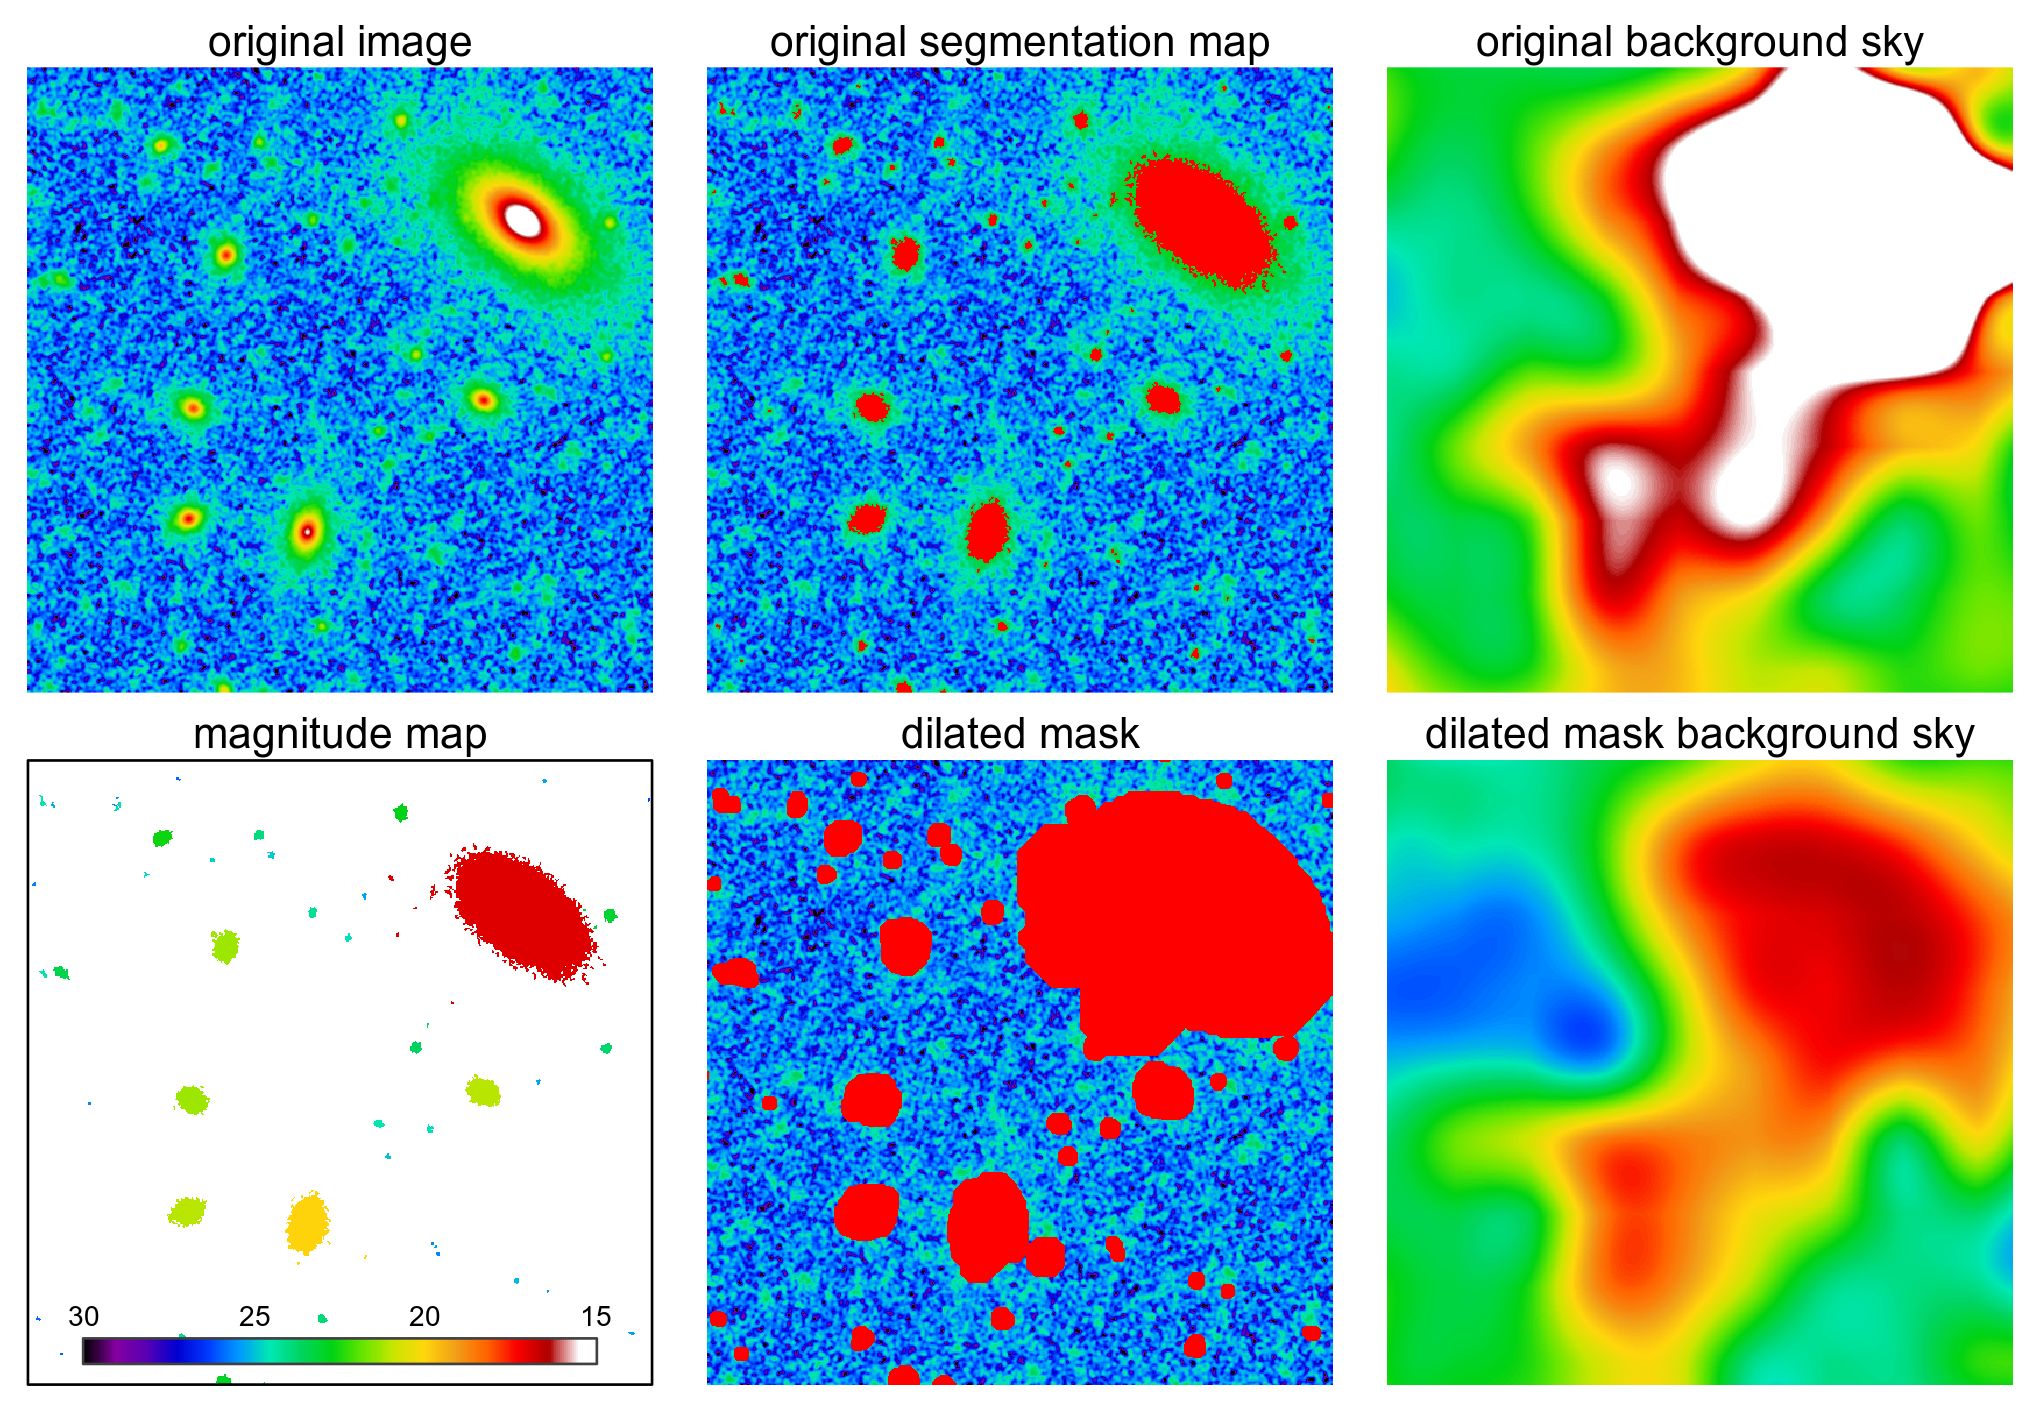 original image
original segmentation map
original background sky
magnitude map
dilated mask
dilated mask background sky
30 25 20 15